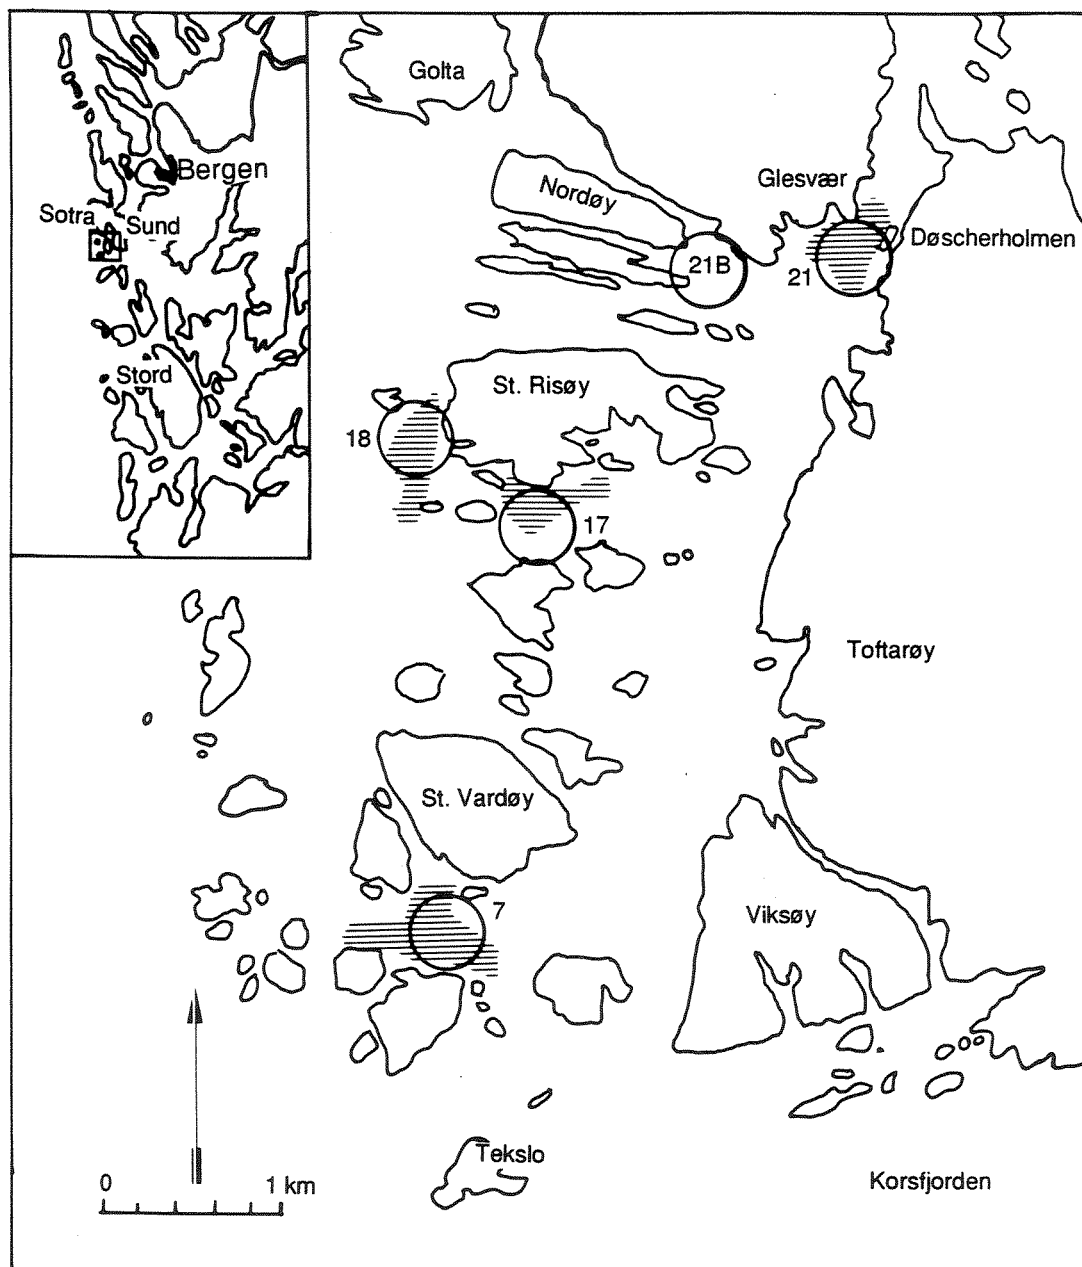 Golta
Bergen
Glesvær
Nordøy
Sotra
Sund
Døscherholmen
21B
21
Stord
St. Risøy
18
17
Toftarøy
St. Vardøy
7
Viksøy
Tekslo
0
1 km
Korsfjorden